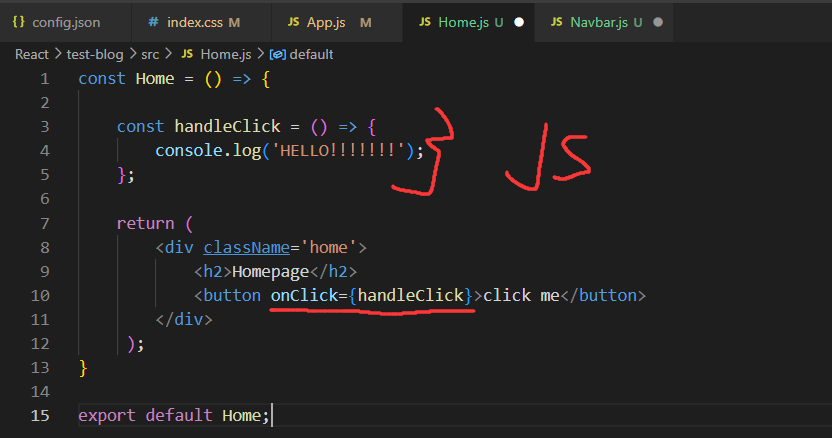 config.json # index.css M JS App.js M JS Home.js U JS Navbar.js U
React > test-blog > src > JS Home.js > default
1 const Home = () => {
2
3 const handleClick = () => {
4 console.log('HELLO!!!!!!!');
5 };
6
7 return (
8 <div className='home'>
9 <h2>Homepage</h2>
10 <button onClick={handleClick}>click me</button>
11 </div>
12 );
13 }
14
15 export default Home;
JS